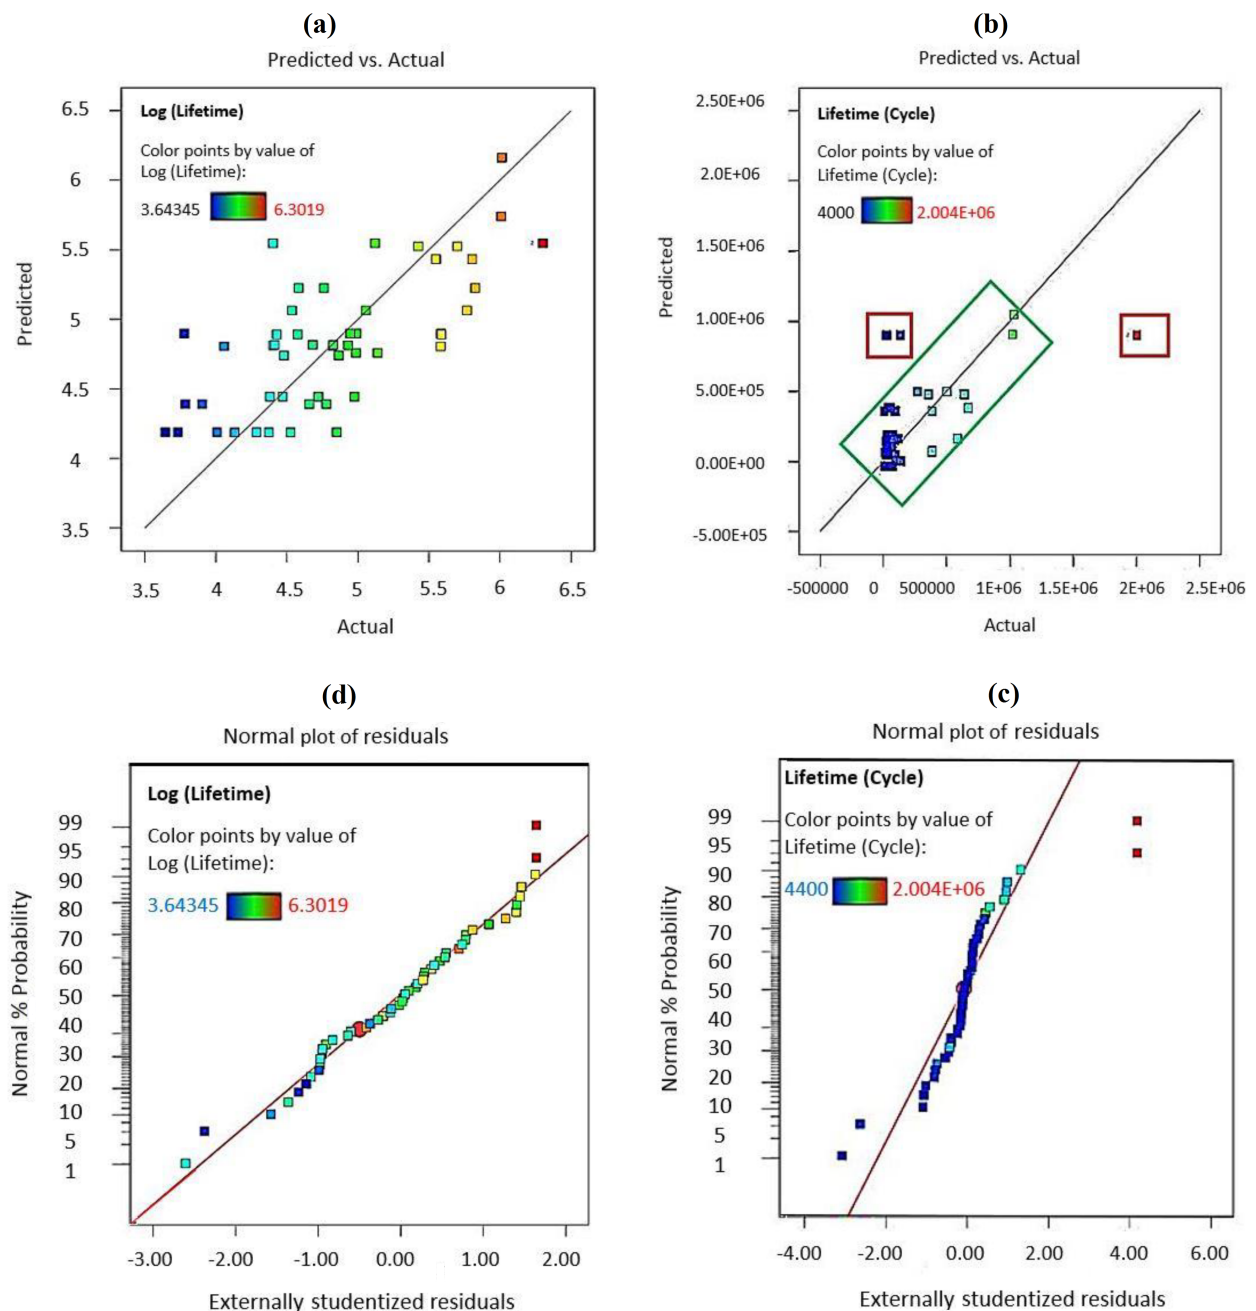 (a)
Predicted vs. Actual
Log (Lifetime)
Color points by value of
Log (Lifetime):
3.64345 6.3019
6.5
6
5.5
5
4.5
4
3.5
Predicted
3.5 4 4.5 5 5.5 6 6.5
Actual
(b)
Predicted vs. Actual
Lifetime (Cycle)
Color points by value of
Lifetime (Cycle):
4000 2.004E+06
2.50E+06
2.0E+06
1.50E+06
1.00E+06
5.00E+05
0.00E+00
-5.00E+05
Predicted
-500000 0 500000 1E+06 1.5E+06 2E+06 2.5E+06
Actual
(d)
Normal plot of residuals
Log (Lifetime)
Color points by value of
Log (Lifetime):
3.64345 6.3019
99
95
90
80
70
60
50
40
30
20
10
5
1
Normal % Probability
-3.00 -2.00 -1.00 0.00 1.00 2.00
Externally studentized residuals
(c)
Normal plot of residuals
Lifetime (Cycle)
Color points by value of
Lifetime (Cycle):
4400 2.004E+06
99
95
90
80
70
60
50
40
30
20
10
5
1
Normal % Probability
-4.00 -2.00 0.00 2.00 4.00 6.00
Externally studentized residuals